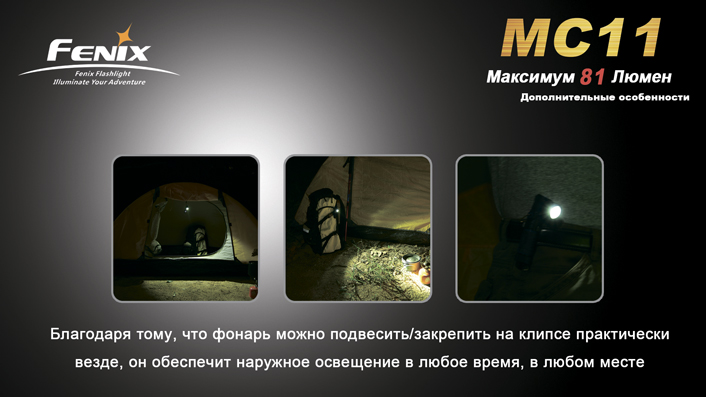 FENIX
Fenix Flashlight
Illuminate Your Adventure
MC11
Максимум 81 Люмен
Дополнительные особенности
Благодаря тому, что фонарь можно подвесить/закрепить на клипсе практически
везде, он обеспечит наружное освещение в любое время, в любом месте